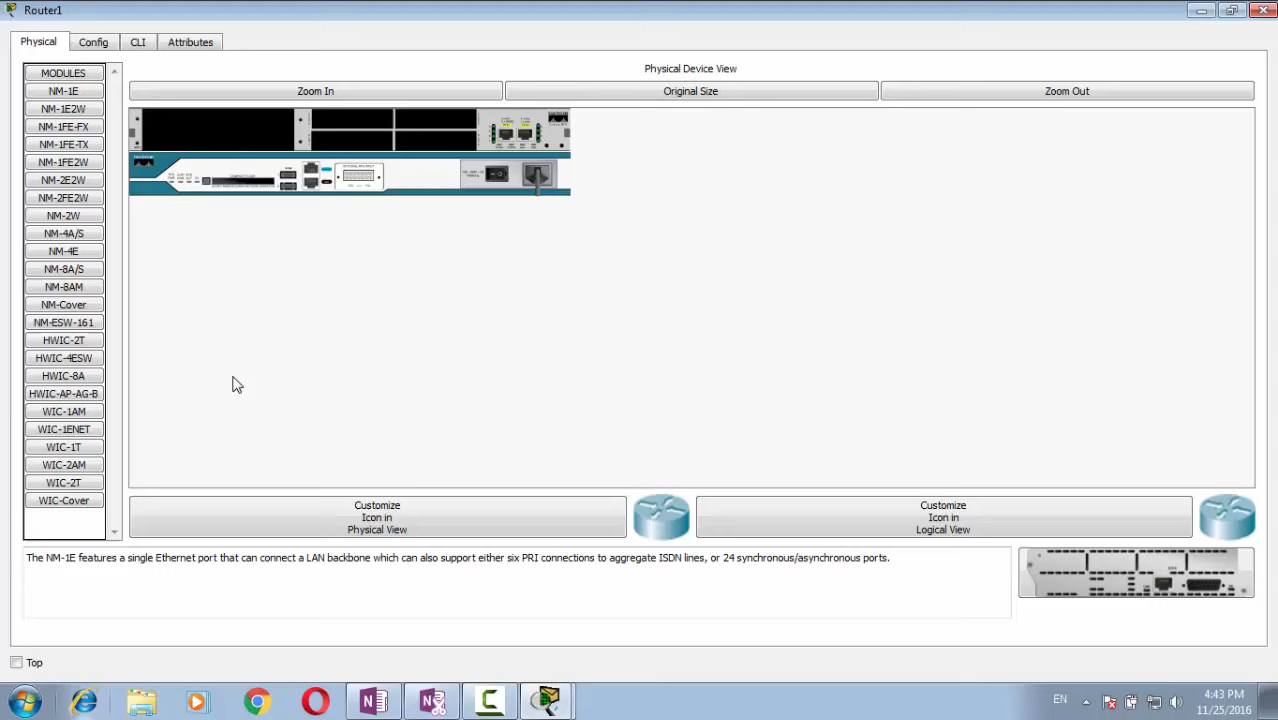 Router1
Physical
Config
CLI
Attributes
MODULES
NM-1E
NM-1E2W
NM-1FE-FX
NM-1FE-TX
NM-1FE2W
NM-2E2W
NM-2FE2W
NM-2W
NM-4A/S
NM-4E
NM-8A/S
NM-8AM
NM-Cover
NM-ESW-161
HWIC-2T
HWIC-4ESW
HWIC-8A
HWIC-AP-AG-B
WIC-1AM
WIC-1ENET
WIC-1T
WIC-2AM
WIC-2T
WIC-Cover
Physical Device View
Zoom In
Original Size
Zoom Out
Customize
Icon in
Physical View
Customize
Icon in
Logical View
The NM-1E features a single Ethernet port that can connect a LAN backbone which can also support either six PRI connections to aggregate ISDN lines, or 24 synchronous/asynchronous ports.
Top
EN
4:43 PM
11/25/2016